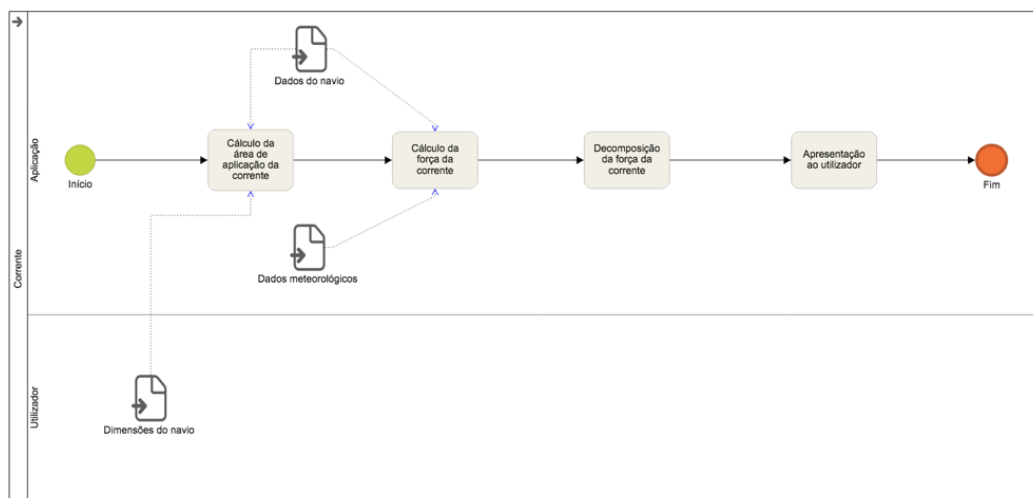 Corrente
Aplicação
Utilizador
Dados do navio
Início
Cálculo da
área de
aplicação da
corrente
Cálculo da
força da
corrente
Decomposição
da força da
corrente
Apresentação
ao utilizador
Fim
Dados meteorológicos
Dimensões do navio